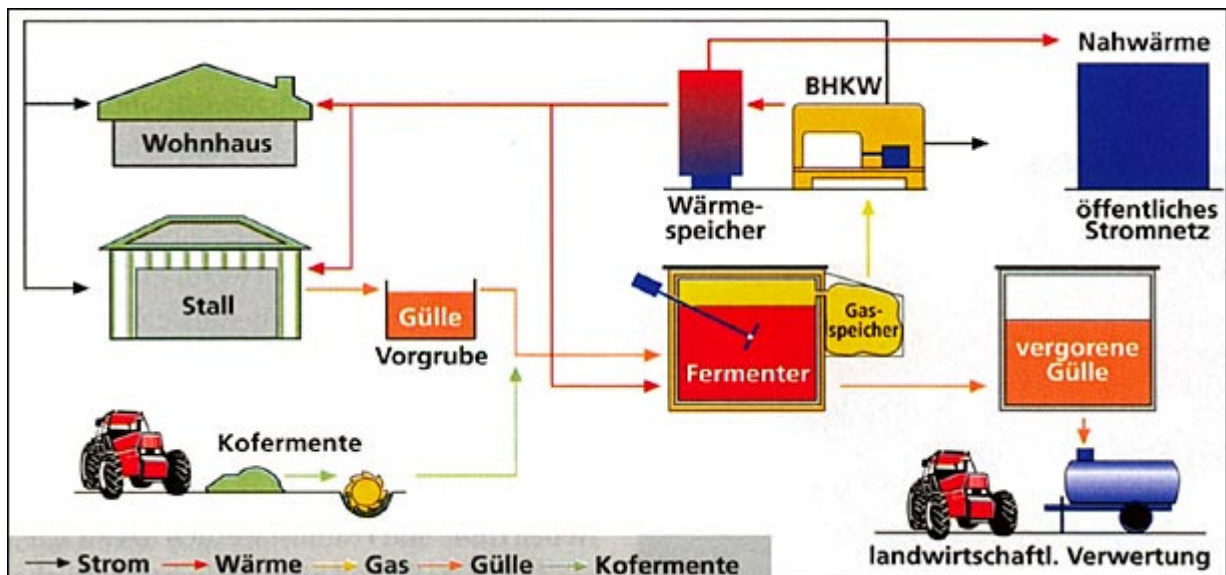 Nahwärme
BHKW
Wohnhaus
Wärme-
speicher
öffentliches
Stromnetz
Stall
Gülle
Vorgrube
Gas-
speicher
Fermenter
vergorene
Gülle
Kofermente
landwirtschaftl. Verwertung
Strom Wärme Gas Gülle Kofermente